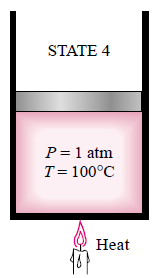 STATE 4
P = 1 atm
T = 100°C
Heat